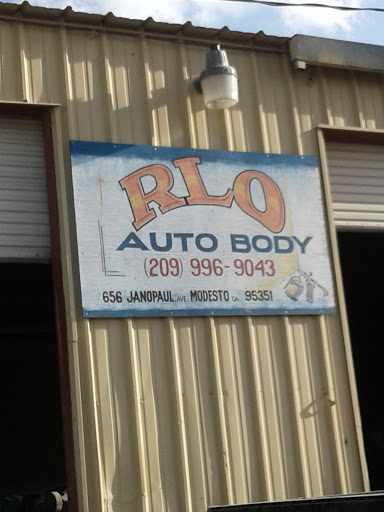 RLO
AUTO BODY
(209) 996-9043
656 JANOPAUL AVE. MODESTO CA. 95351